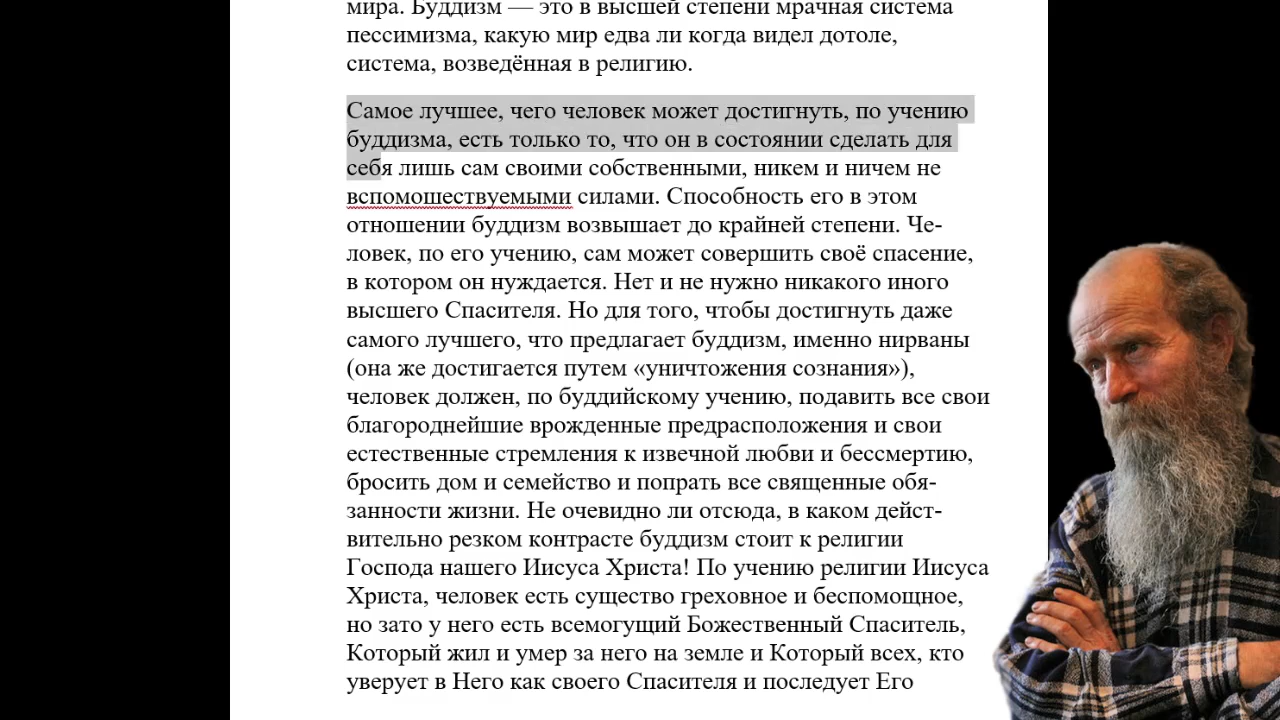 мира. Буддизм — это в высшей степени мрачная система
пессимизма, какую мир едва ли когда видел дотоле,
система, возведённая в религию.
Самое лучшее, чего человек может достигнуть, по учению
буддизма, есть только то, что он в состоянии сделать для
себя лишь сам своими собственными, никем и ничем не
вспомошествуемыми силами. Способность его в этом
отношении буддизм возвышает до крайней степени. Че-
ловек, по его учению, сам может совершить своё спасение,
в котором он нуждается. Нет и не нужно никакого иного
высшего Спасителя. Но для того, чтобы достигнуть даже
самого лучшего, что предлагает буддизм, именно нирваны
(она же достигается путем «уничтожения сознания»),
человек должен, по буддийскому учению, подавить все свои
благороднейшие врожденные предрасположения и свои
естественные стремления к извечной любви и бессмертию,
бросить дом и семейство и попрать все священные обя-
занности жизни. Не очевидно ли отсюда, в каком дейст-
вительно резком контрасте буддизм стоит к религии
Господа нашего Иисуса Христа! По учению религии Иисуса
Христа, человек есть существо греховное и беспомощное,
но зато у него есть всемогущий Божественный Спаситель,
Который жил и умер за него на земле и Который всех, кто
уверует в Него как своего Спасителя и последует Его